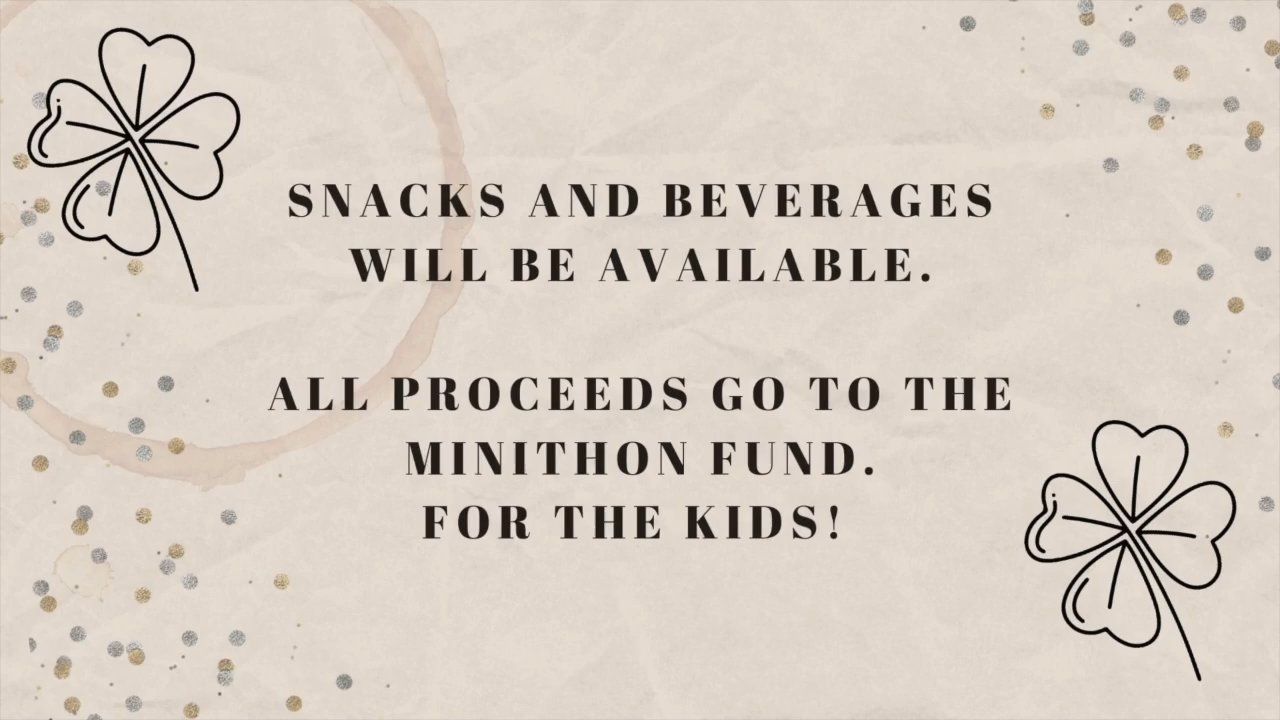 SNACKS AND BEVERAGES
WILL BE AVAILABLE.
ALL PROCEEDS GO TO THE
MINITHON FUND.
FOR THE KIDS!